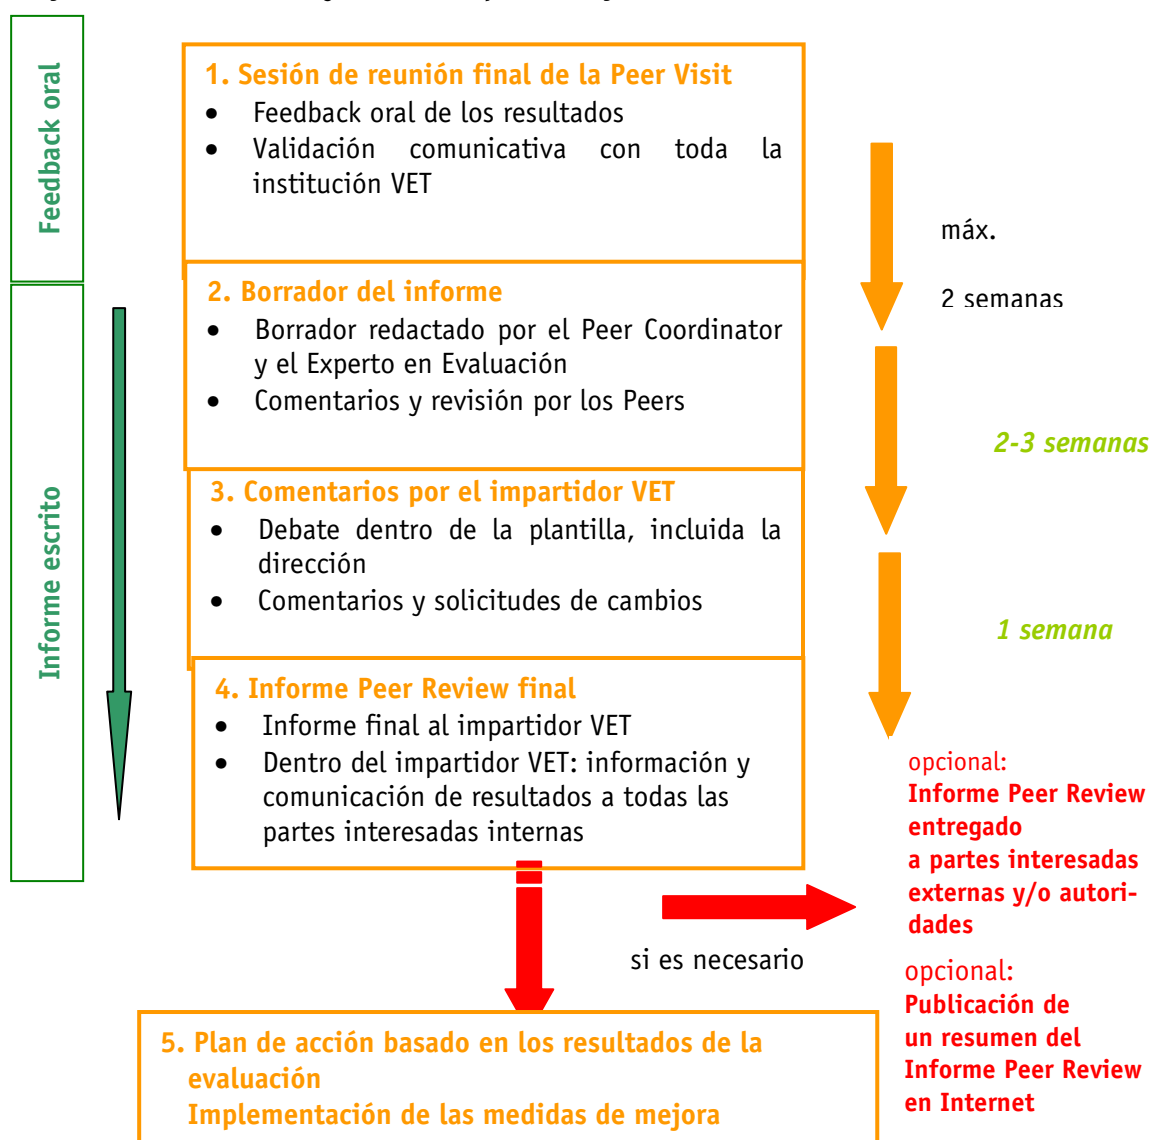 Feedback oral
1. Sesión de reunión final de la Peer Visit
• Feedback oral de los resultados
• Validación comunicativa con toda la
institución VET
máx.
2 semanas
Informe escrito
2. Borrador del informe
• Borrador redactado por el Peer Coordinator
y el Experto en Evaluación
• Comentarios y revisión por los Peers
2-3 semanas
3. Comentarios por el impartidor VET
• Debate dentro de la plantilla, incluida la
dirección
• Comentarios y solicitudes de cambios
1 semana
4. Informe Peer Review final
• Informe final al impartidor VET
• Dentro del impartidor VET: información y
comunicación de resultados a todas las
partes interesadas internas
opcional:
Informe Peer Review
entregado
a partes interesadas
externas y/o autori-
dades
si es necesario
opcional:
Publicación de
un resumen del
Informe Peer Review
en Internet
5. Plan de acción basado en los resultados de la
evaluación
Implementación de las medidas de mejora